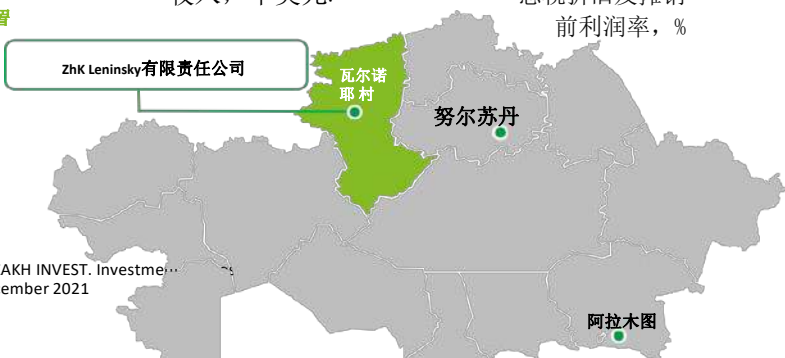 署
前利润率，%
ZhK Leninsky有限责任公司
瓦尔诺
耶 村
努尔苏丹
AKH INVEST. Investme
ember 2021
阿拉木图